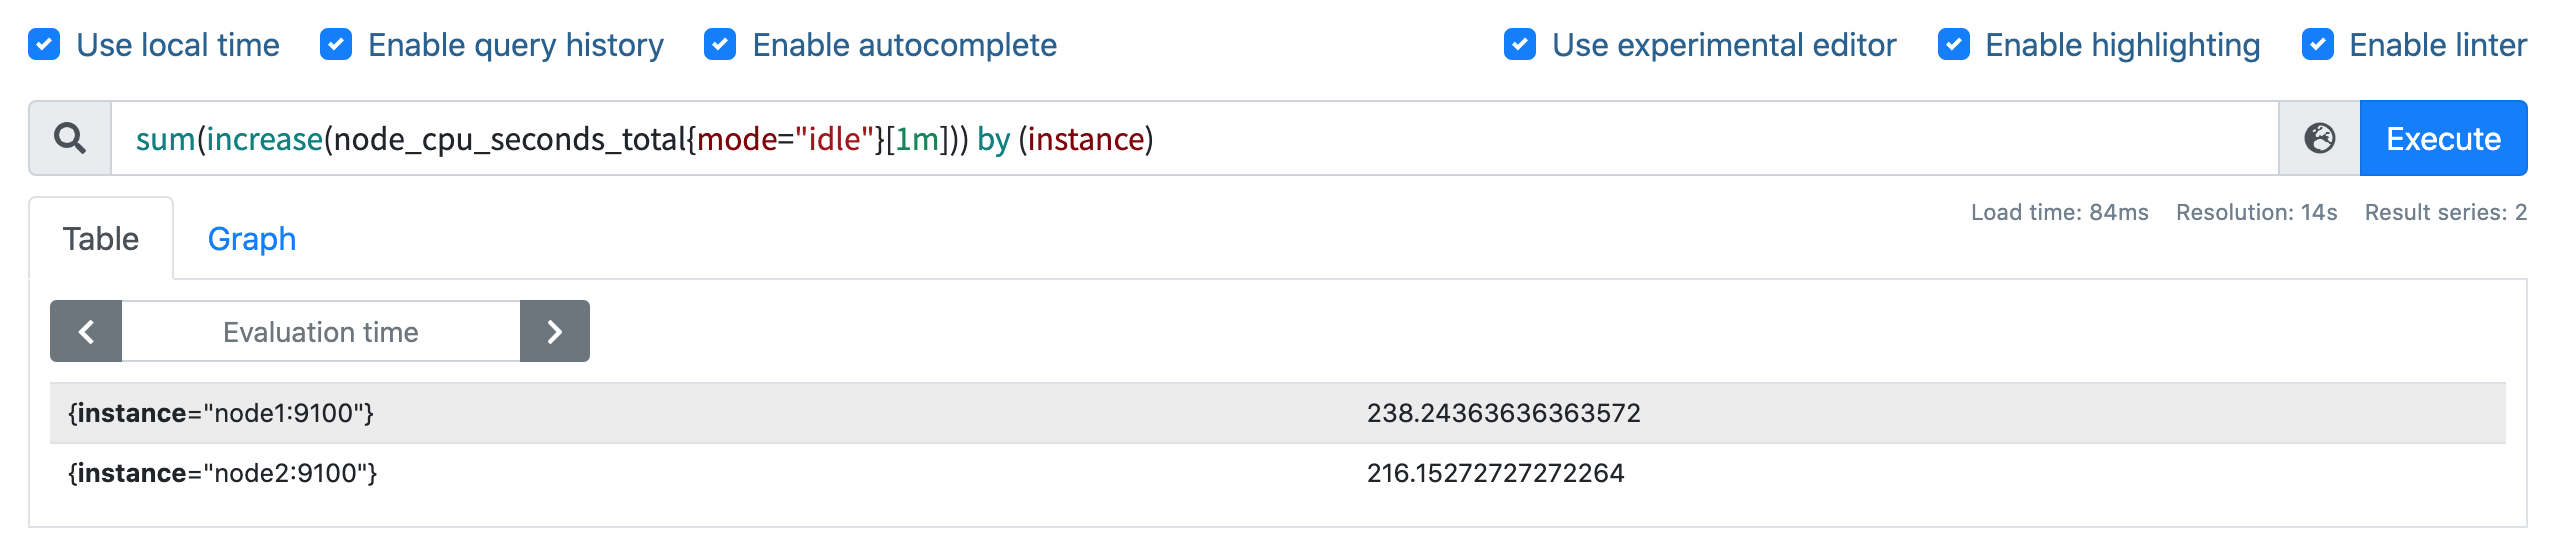 Use local time Enable query history Enable autocomplete Use experimental editor Enable highlighting Enable linter
sum(increase(node_cpu_seconds_total{mode="idle"}[1m])) by (instance) Execute
Load time: 84ms Resolution: 14s Result series: 2
Table Graph
Evaluation time
{instance="node1:9100"} 238.24363636363572
{instance="node2:9100"} 216.15272727272264